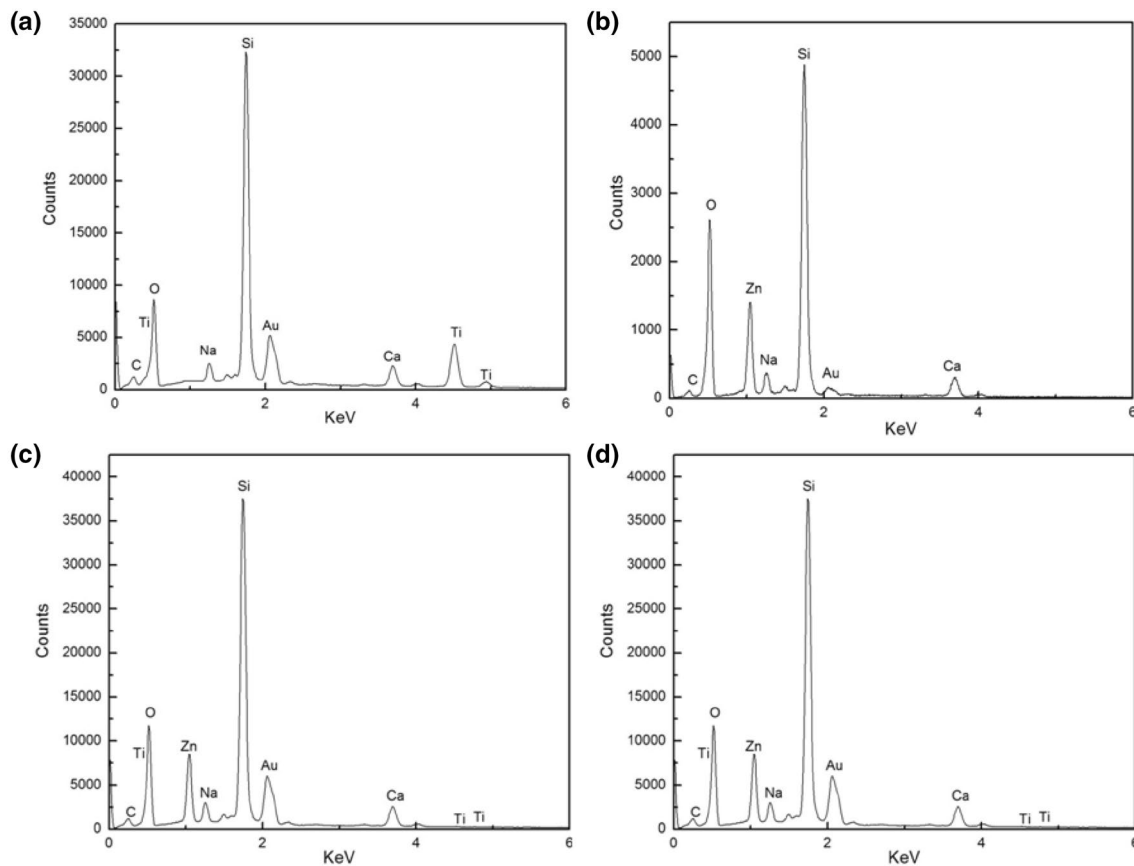 (a)
35000
30000
25000
20000
15000
10000
5000
0
Counts
C
Ti
O
Na
Si
Au
Ca
Ti
Ti
0 2 4 6
KeV
(b)
5000
4000
3000
2000
1000
0
Counts
C
O
Zn
Na
Si
Au
Ca
0 2 4 6
KeV
(c)
40000
35000
30000
25000
20000
15000
10000
5000
0
Counts
C
Ti
O
Zn
Na
Si
Au
Ca
Ti Ti
0 2 4 6
KeV
(d)
40000
35000
30000
25000
20000
15000
10000
5000
0
Counts
C
Ti
O
Zn
Na
Si
Au
Ca
Ti Ti
0 2 4 6
KeV